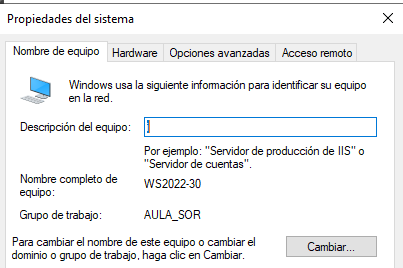 Propiedades del sistema
Nombre de equipo Hardware Opciones avanzadas Acceso remoto
Windows usa la siguiente información para identificar su equipo
en la red.
Descripción del equipo:
Por ejemplo: "Servidor de producción de IIS" o
"Servidor de cuentas".
Nombre completo de
equipo:
WS2022-30
Grupo de trabajo: AULA_SOR
Para cambiar el nombre de este equipo o cambiar el
dominio o grupo de trabajo, haga clic en Cambiar.
Cambiar...